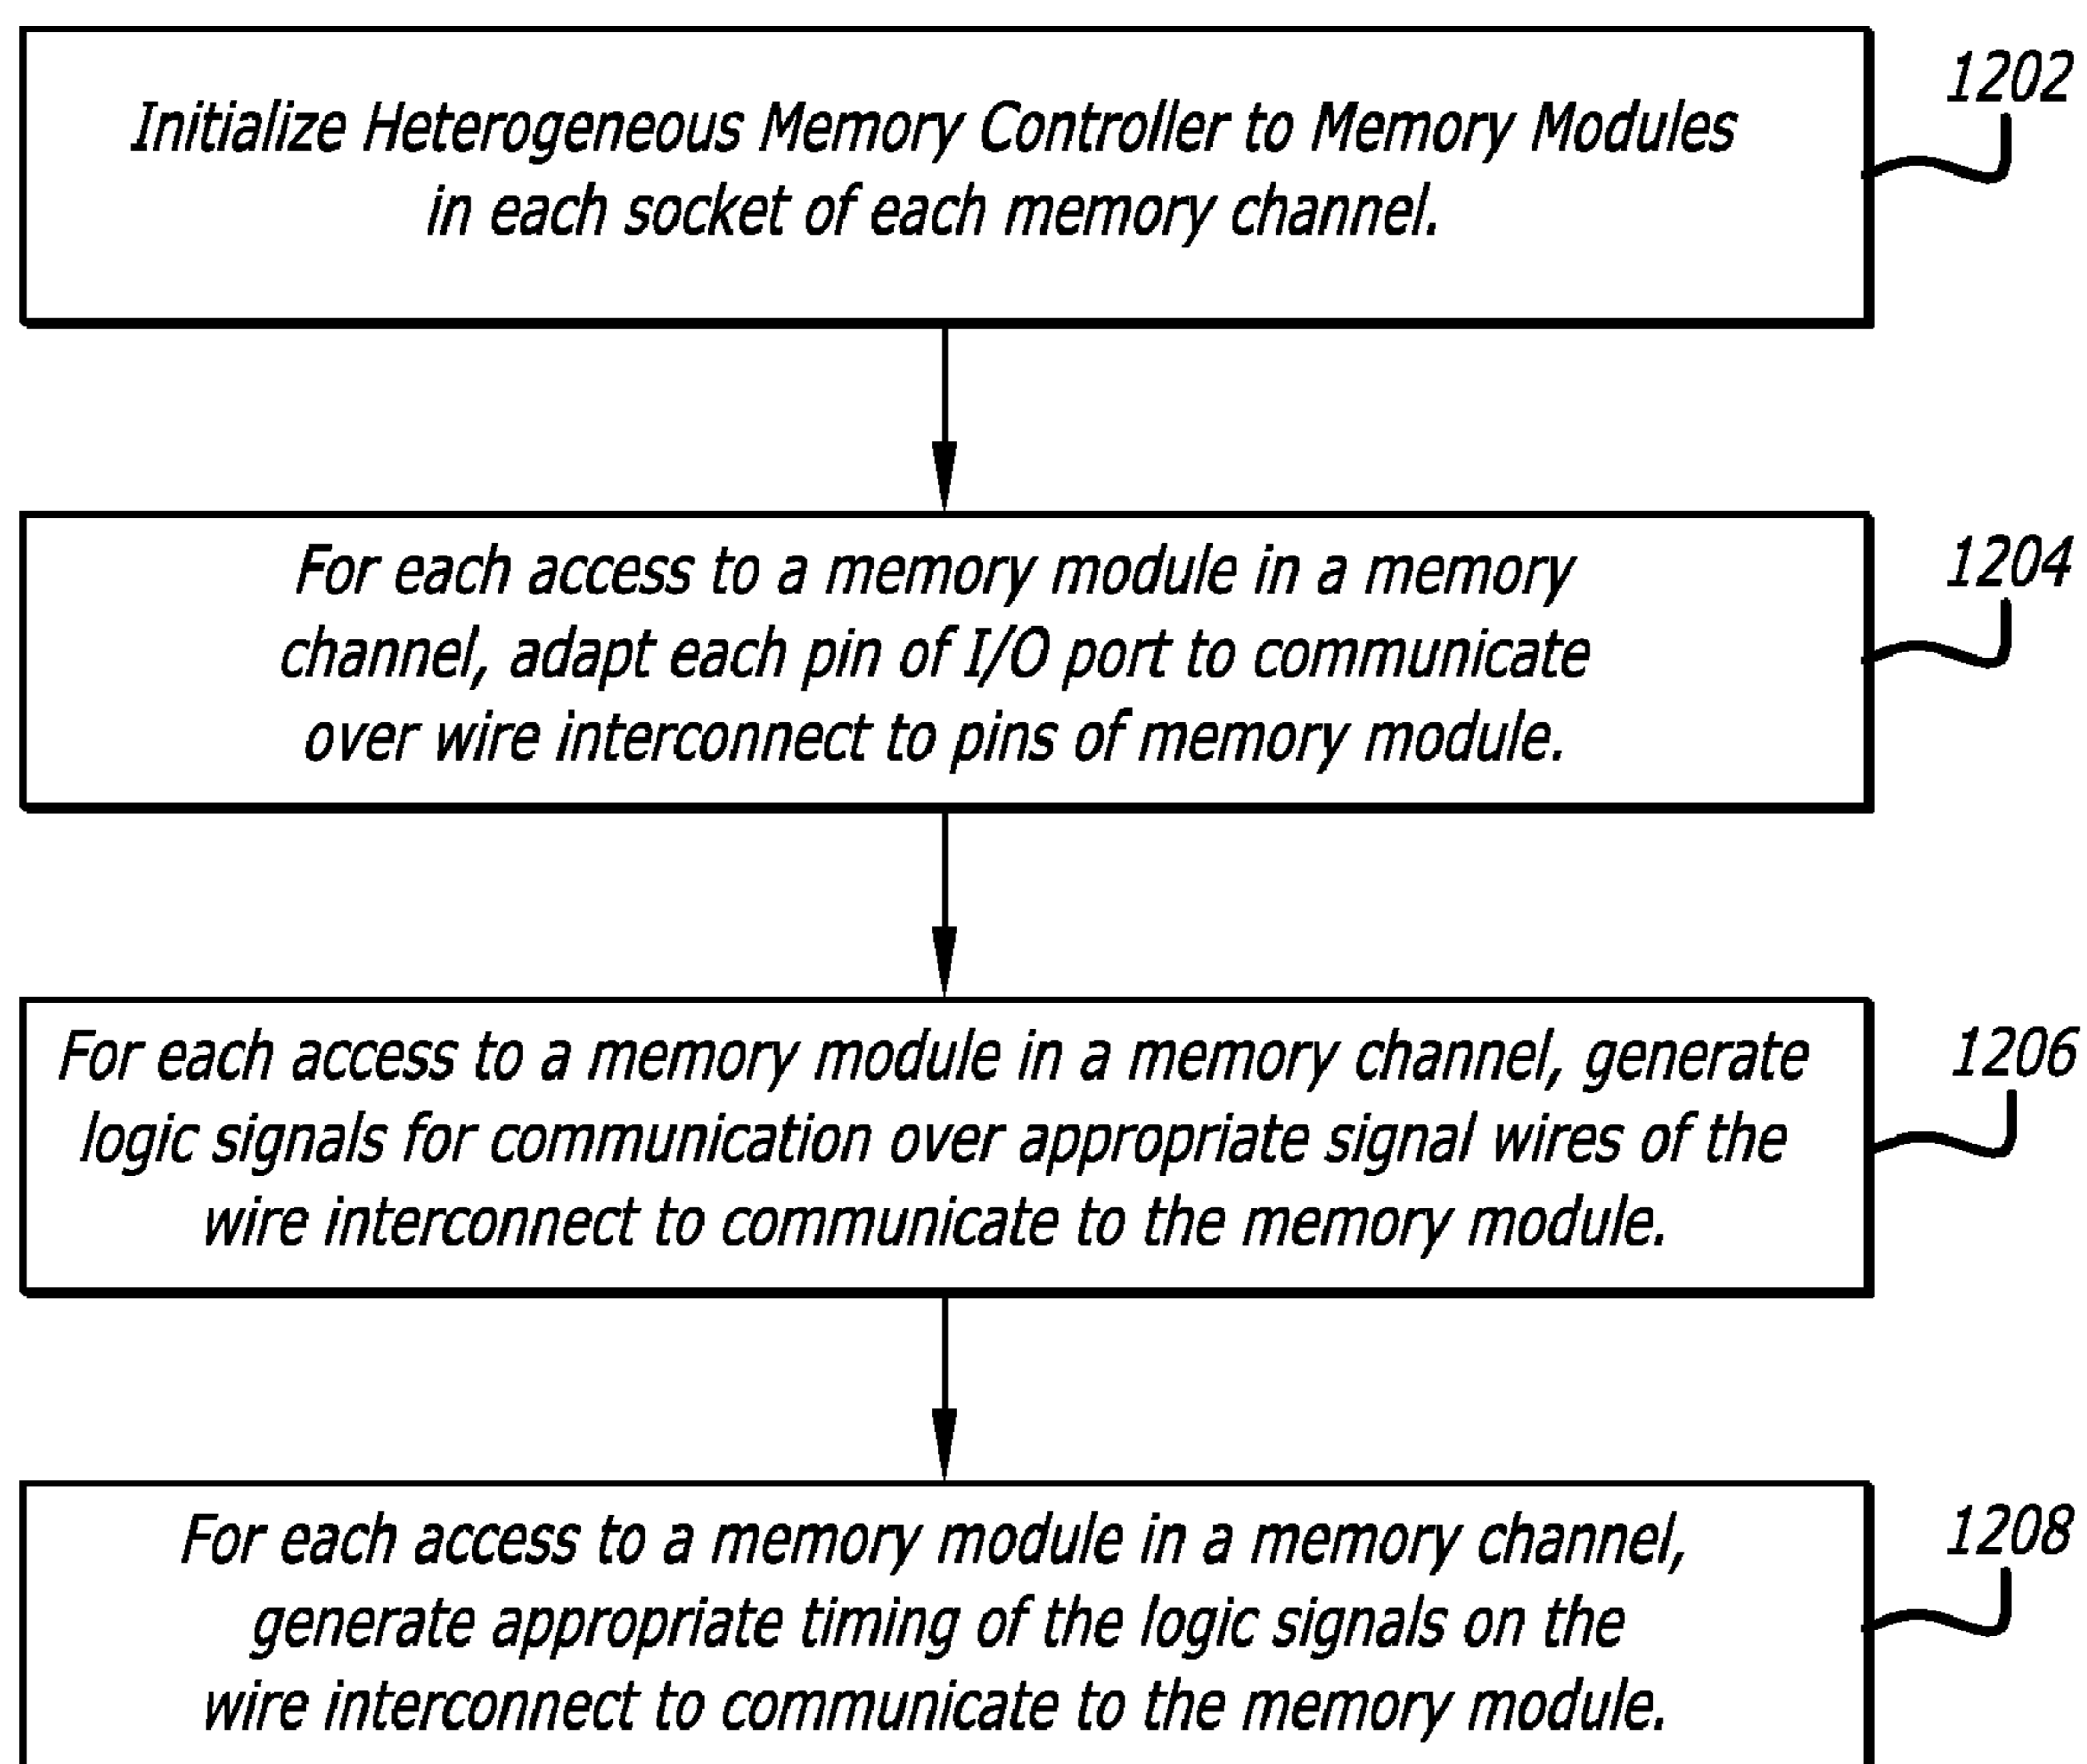 Initialize Heterogeneous Memory Controller to Memory Modules
in each socket of each memory channel.
1202
For each access to a memory module in a memory
channel, adapt each pin of I/O port to communicate
over wire interconnect to pins of memory module.
1204
For each access to a memory module in a memory channel, generate
logic signals for communication over appropriate signal wires of the
wire interconnect to communicate to the memory module.
1206
For each access to a memory module in a memory channel,
generate appropriate timing of the logic signals on the
wire interconnect to communicate to the memory module.
1208